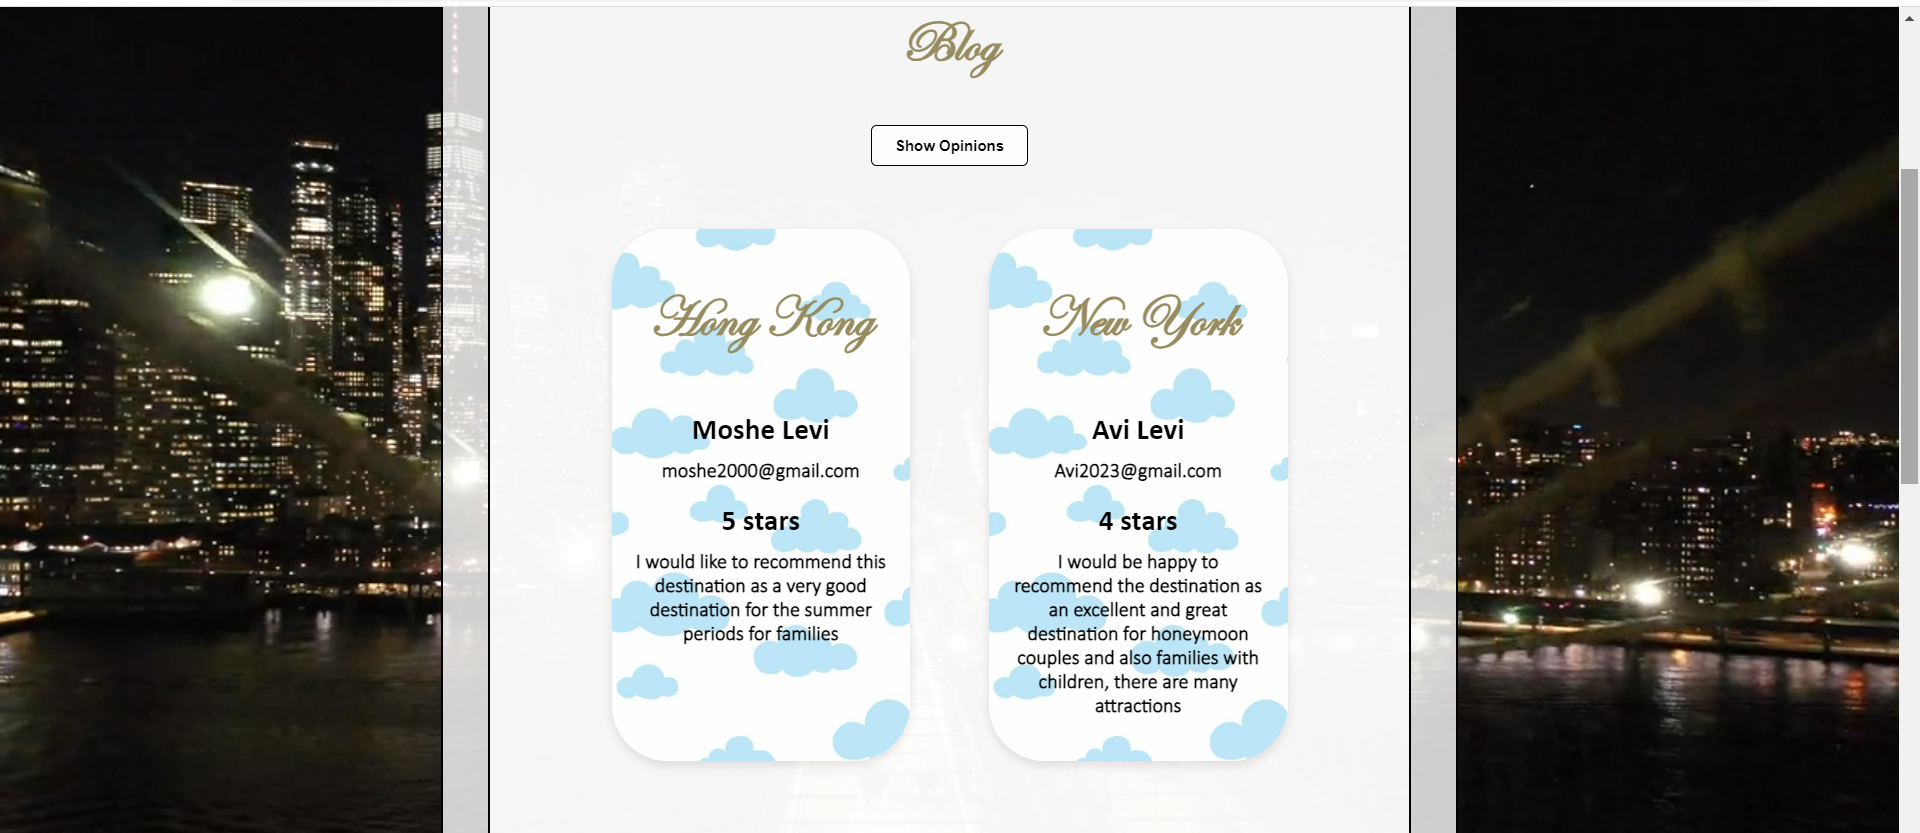 Blog
Show Opinions
Hong Kong
Moshe Levi
moshe2000@gmail.com
5 stars
I would like to recommend this
destination as a very good
destination for the summer
periods for families
New York
Avi Levi
Avi2023@gmail.com
4 stars
I would be happy to
recommend the destination as
an excellent and great
destination for honeymoon
couples and also families with
children, there are many
attractions